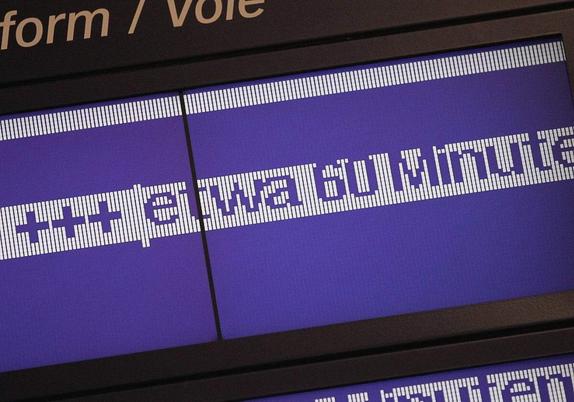 form / Voie
+++ etwa 60 Minute